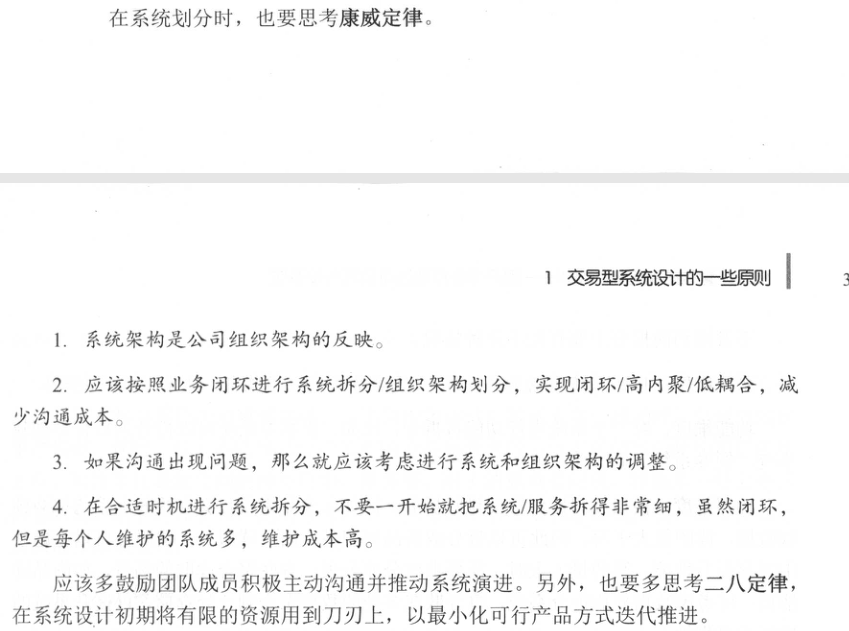 在系统划分时，也要思考康威定律。
1 交易型系统设计的一些原则
3
1. 系统架构是公司组织架构的反映。
2. 应该按照业务闭环进行系统拆分/组织架构划分，实现闭环/高内聚/低耦合，减
少沟通成本。
3. 如果沟通出现问题，那么就应该考虑进行系统和组织架构的调整。
4. 在合适时机进行系统拆分，不要一开始就把系统/服务拆得非常细，虽然闭环，
但是每个人维护的系统多，维护成本高。
应该多鼓励团队成员积极主动沟通并推动系统演进。另外，也要多思考二八定律，
在系统设计初期将有限的资源用到刀刃上，以最小化可行产品方式迭代推进。